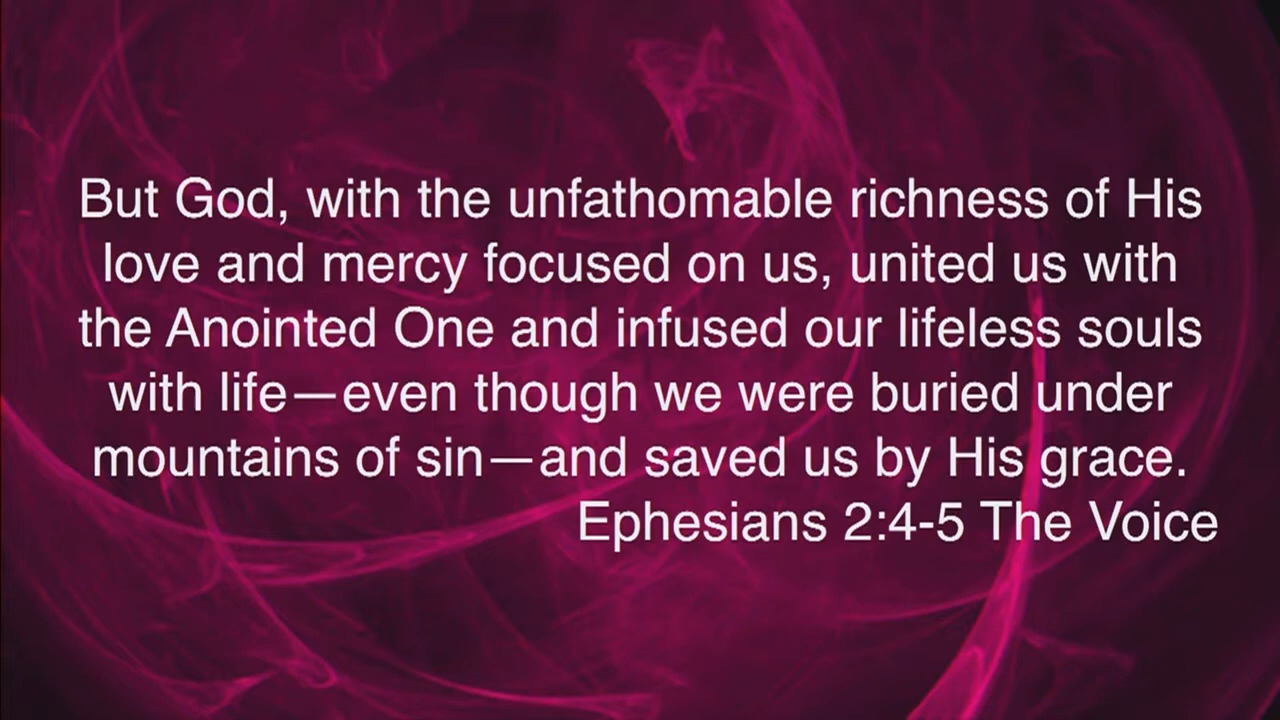 But God, with the unfathomable richness of His
love and mercy focused on us, united us with
the Anointed One and infused our lifeless souls
with life—even though we were buried under
mountains of sin—and saved us by His grace.
Ephesians 2:4-5 The Voice